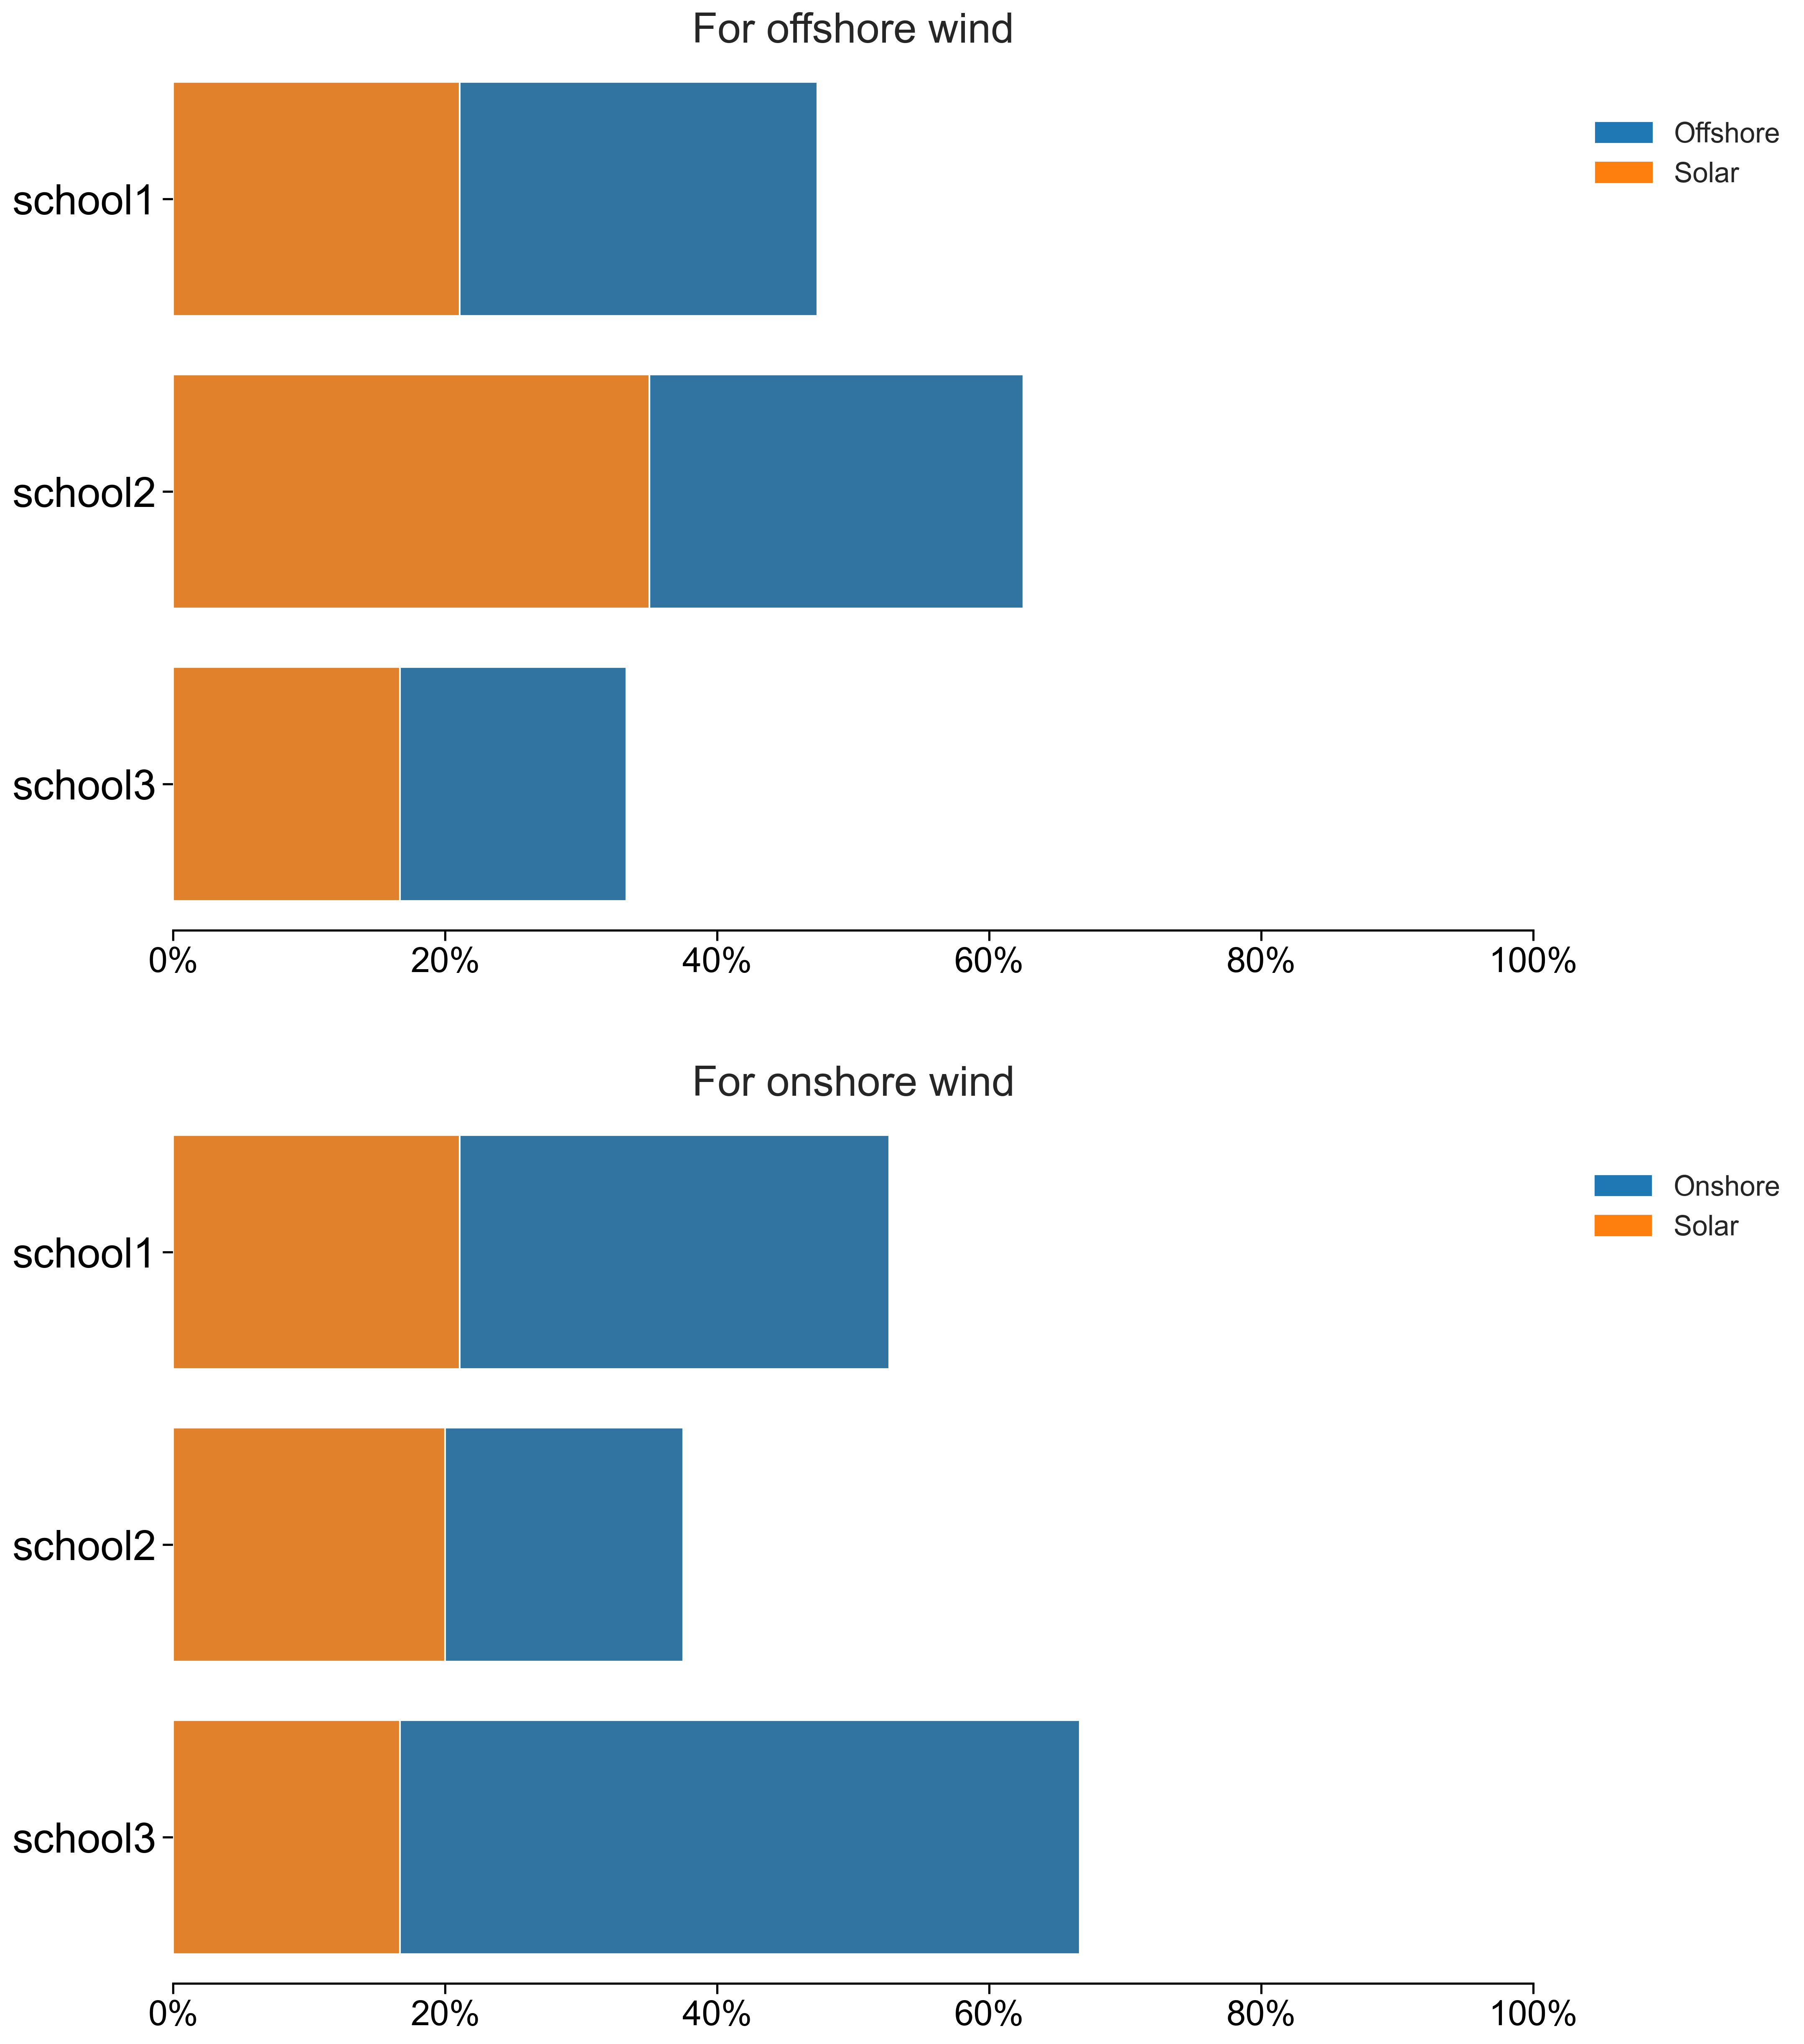 For offshore wind
Offshore
Solar
school1
school2
school3
0% 20% 40% 60% 80% 100%
For onshore wind
Onshore
Solar
school1
school2
school3
0% 20% 40% 60% 80% 100%